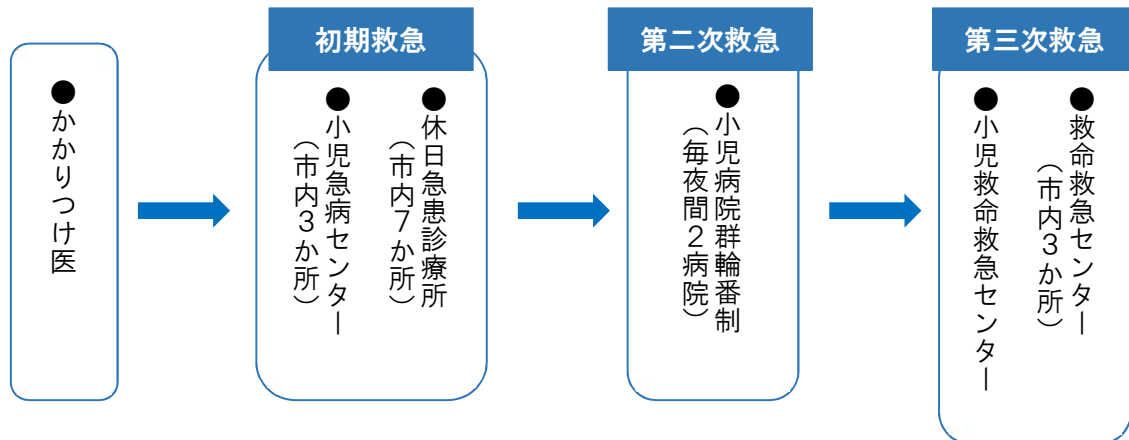 ●かかりつけ医
初期救急
●休日急患診療所
（市内７か所）
●小児急病センター
（市内３か所）
第二次救急
●小児病院群輪番制
（毎夜間２病院）
第三次救急
●救命救急センター
（市内３か所）
●小児救命救急センター